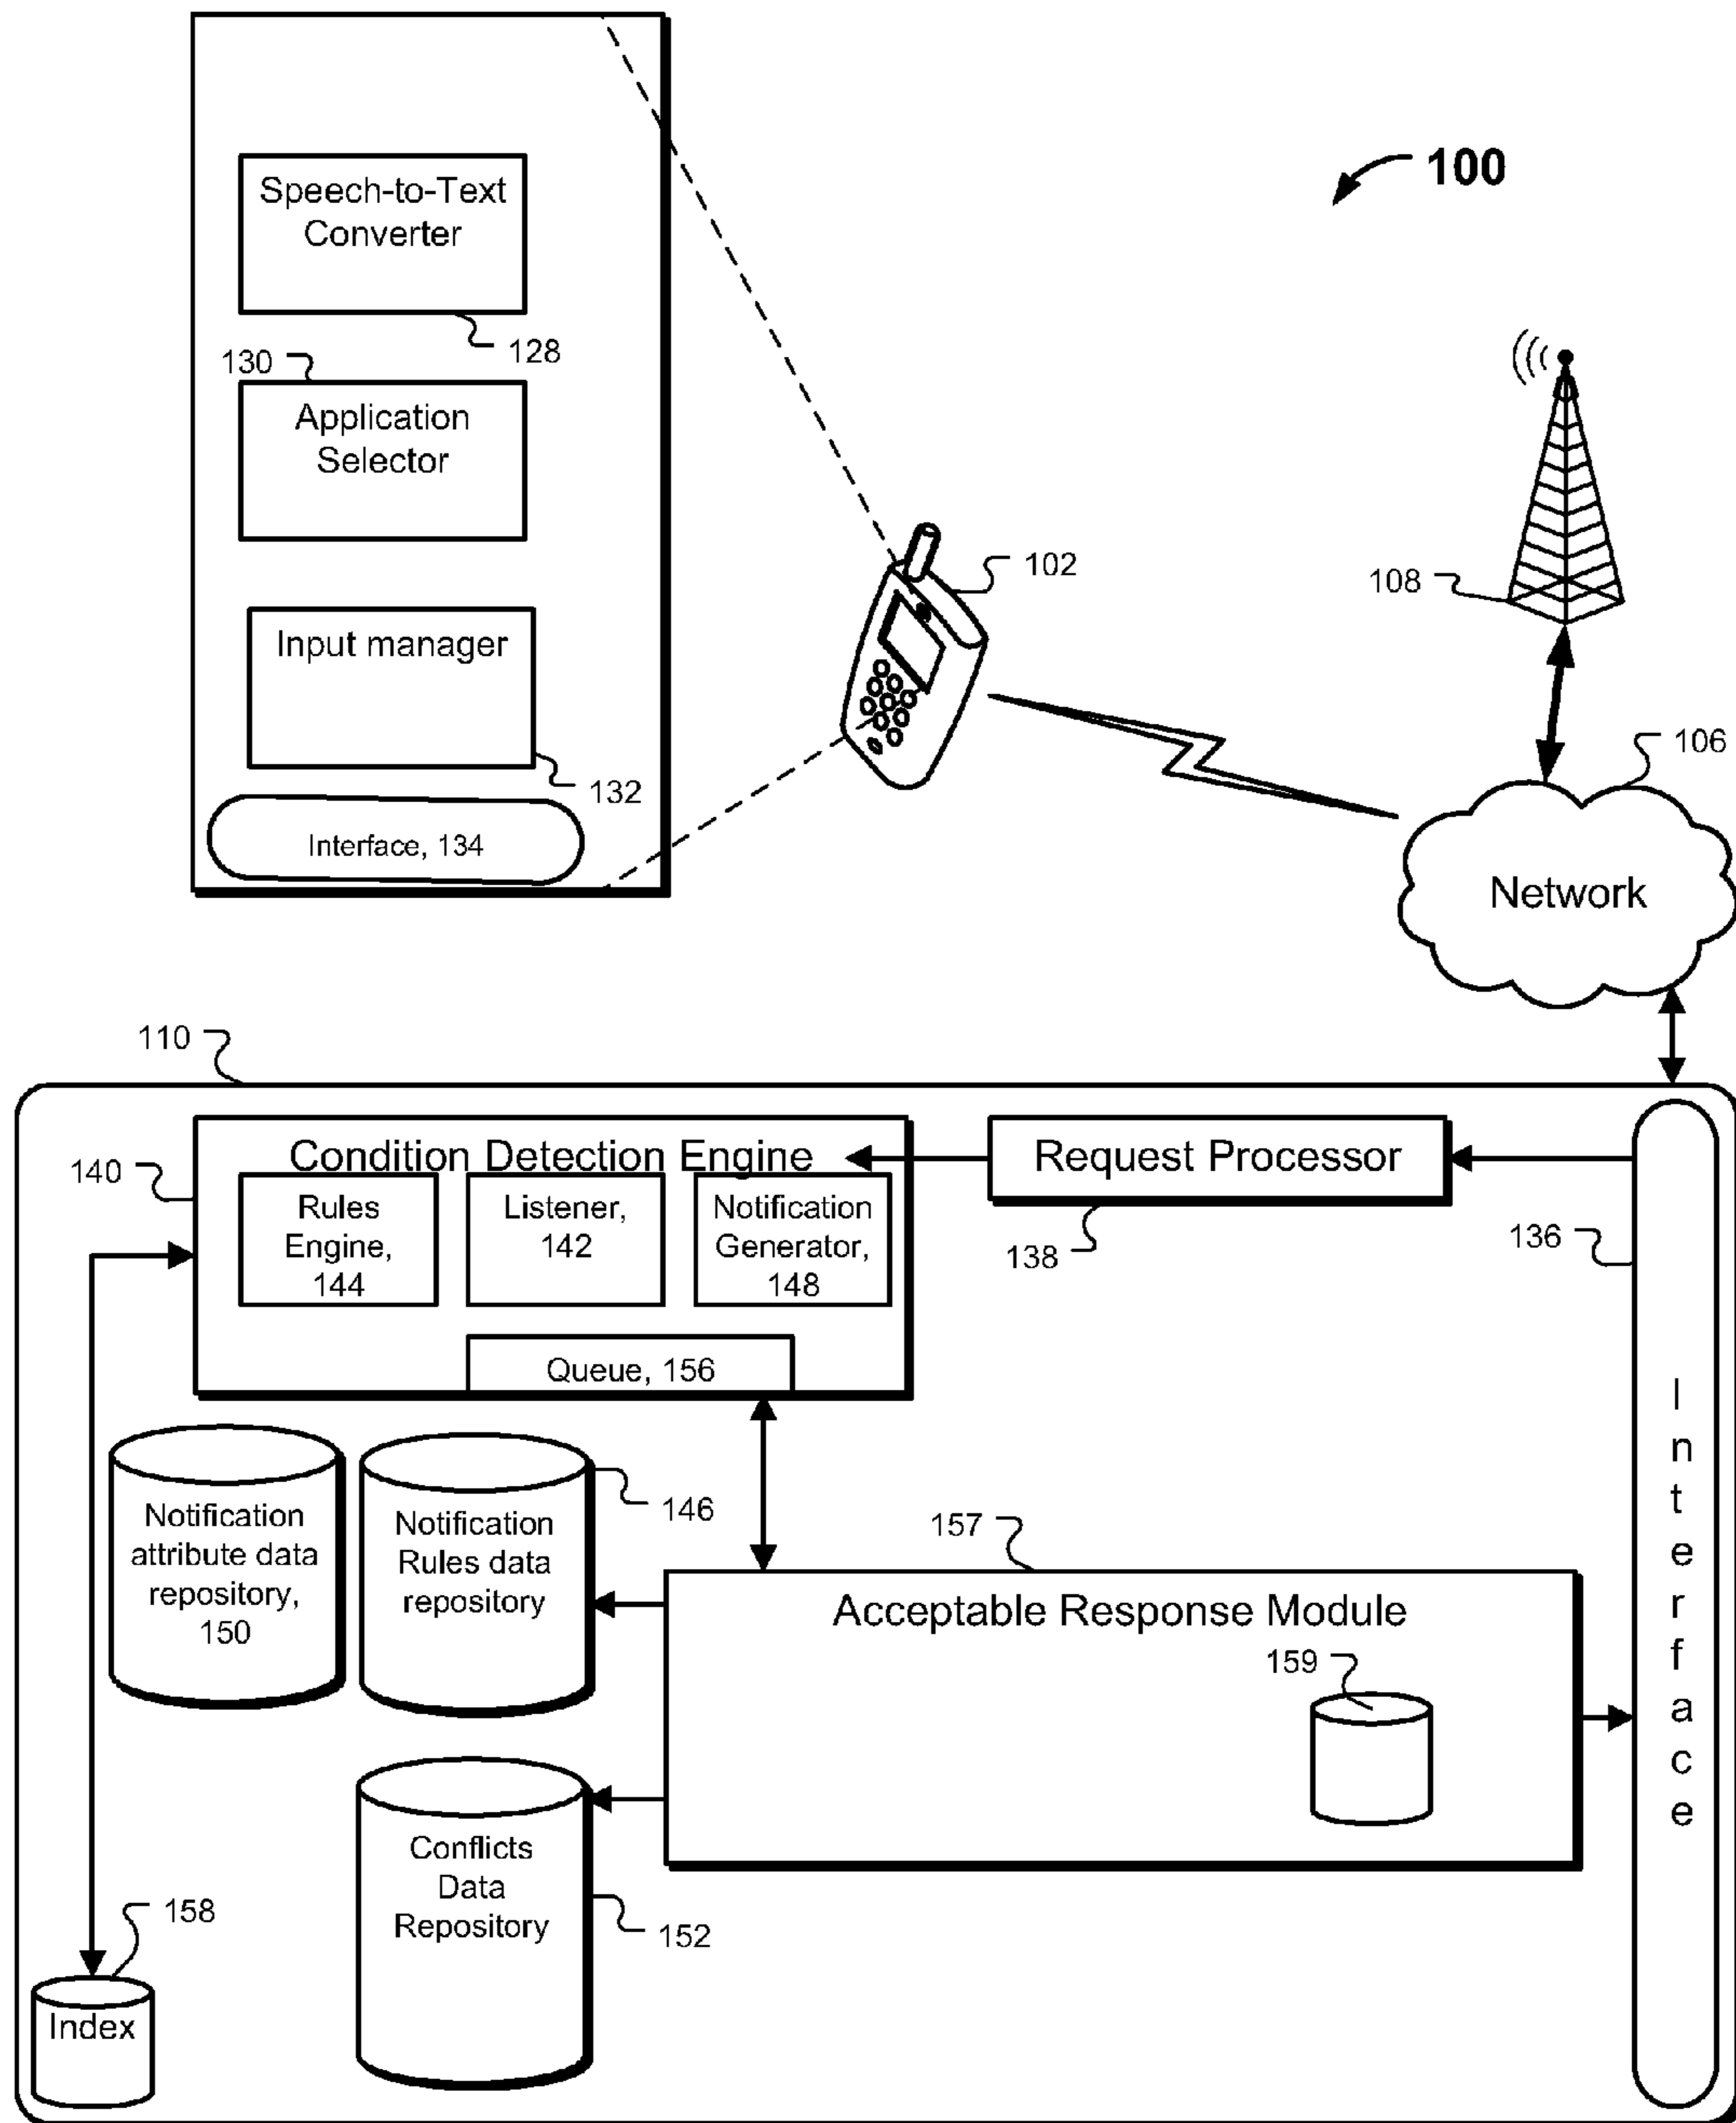 100
Speech-to-Text
Converter
128
130
Application
Selector
Input manager
132
Interface, 134
102
108
106
Network
110
Condition Detection Engine
140
Rules
Engine,
144
Listener,
142
Notification
Generator,
148
Queue, 156
Request Processor
138
136
Interface
Notification
attribute data
repository,
150
Notification
Rules data
repository
146
157
Acceptable Response Module
159
Conflicts
Data
Repository
152
158
Index